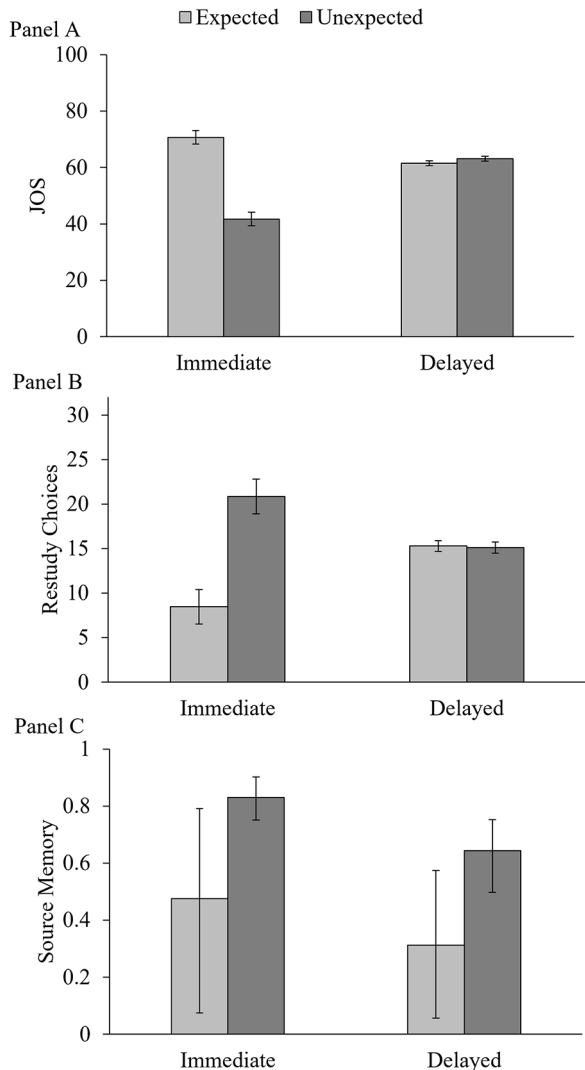 Expected Unexpected
Panel A
100
80
60
40
20
0
JOS
Immediate Delayed
Panel B
30
25
20
15
10
5
0
Restudy Choices
Immediate Delayed
Panel C
1
0.8
0.6
0.4
0.2
0
Source Memory
Immediate Delayed